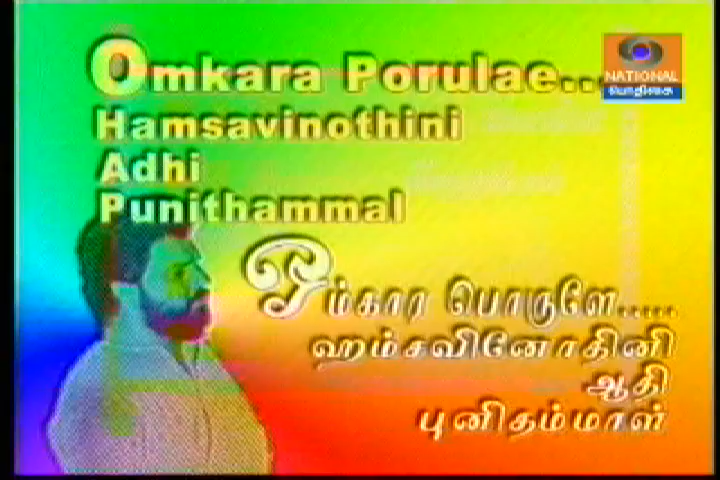 Omkara Porulae...
NATIONAL
பொதிகை
Hamsavinothini
Adhi
Punithammal
ஓம்கார பொருளே.....
ஹம்சவினோதினி
ஆதி
புனிதம்மாள்